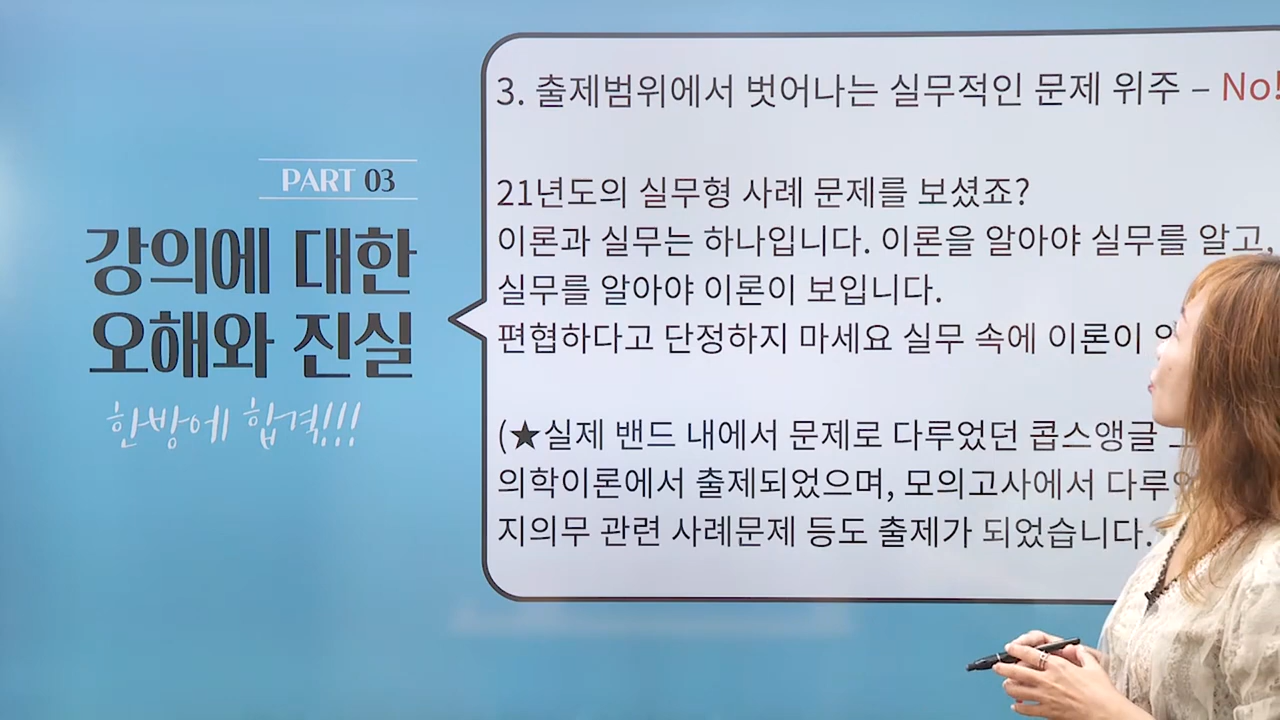 PART 03
강의에 대한
오해와 진실
한방에 합격!!!
3. 출제범위에서 벗어나는 실무적인 문제 위주 – No!
21년도의 실무형 사례 문제를 보셨죠?
이론과 실무는 하나입니다. 이론을 알아야 실무를 알고,
실무를 알아야 이론이 보입니다.
편협하다고 단정하지 마세요 실무 속에 이론이
(★실제 밴드 내에서 문제로 다루었던 콥스앵글
의학이론에서 출제되었으며, 모의고사에서
지의무 관련 사례문제 등도 출제가 되었습니다.